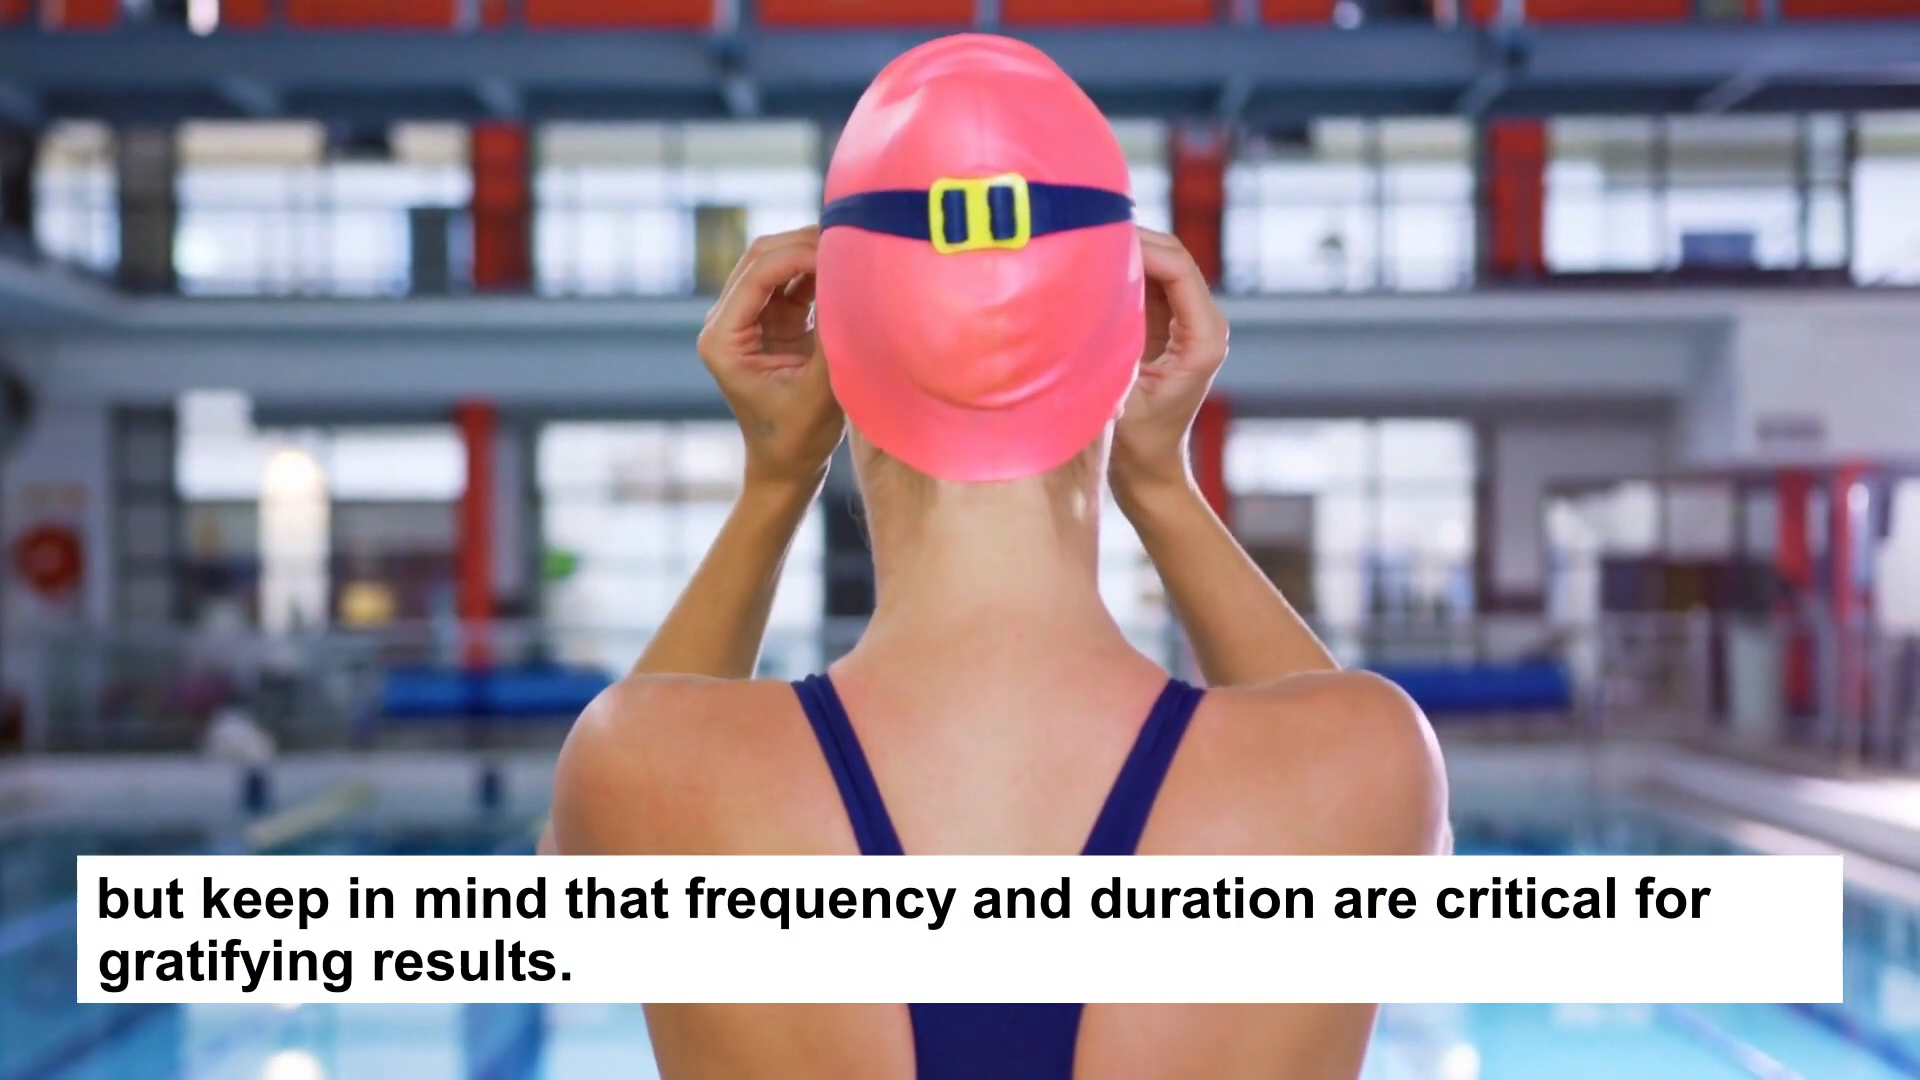 but keep in mind that frequency and duration are critical for
gratifying results.